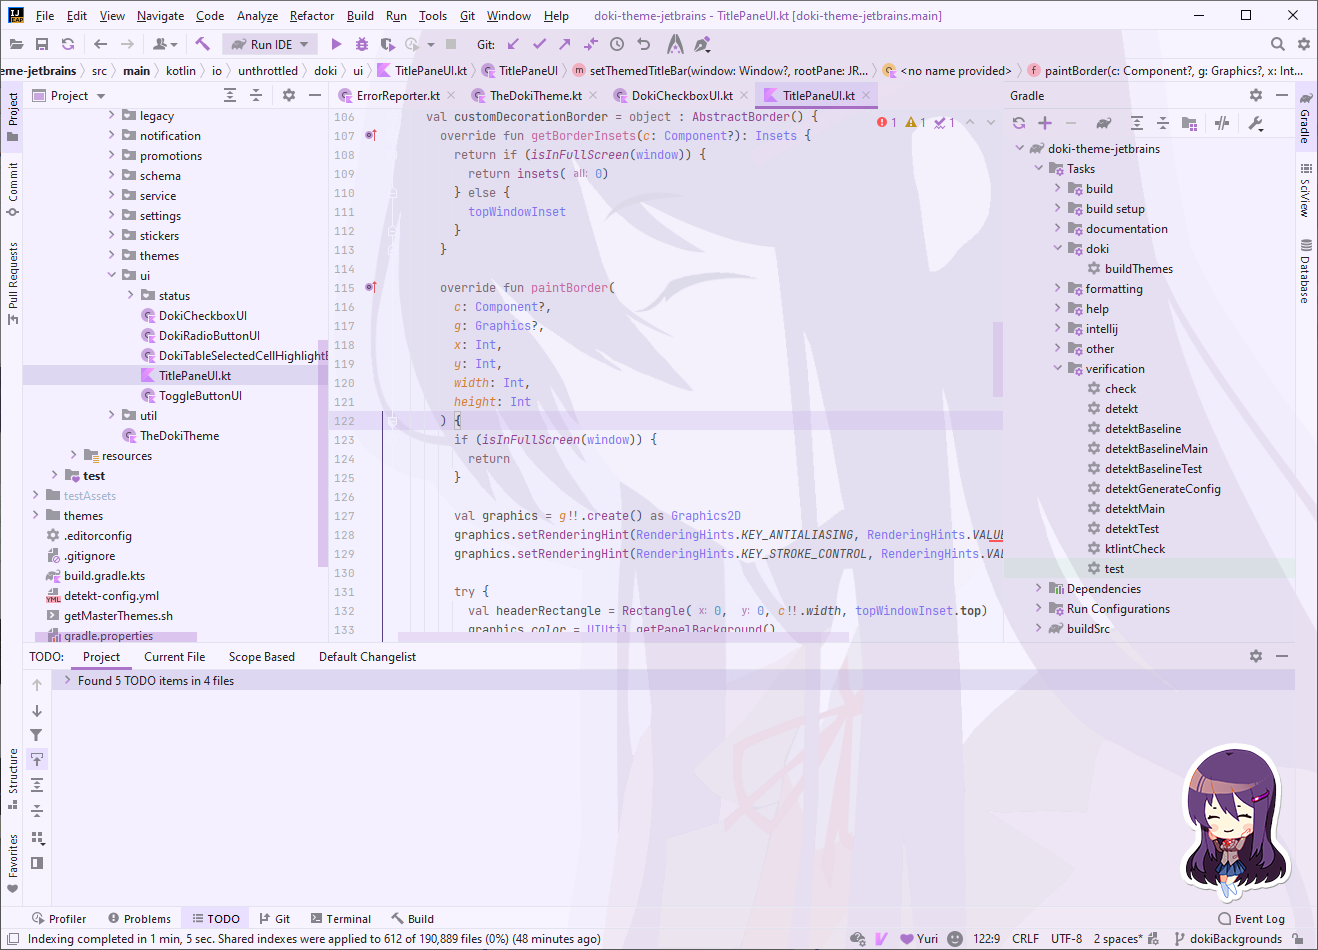 File Edit View Navigate Code Analyze Refactor Build Run Tools Git Window Help doki-theme-jetbrains - TitlePaneUI.kt [doki-theme-jetbrains.main]
Run IDE Git:
eme-jetbrains src main kotlin io unthrottled doki ui TitlePaneUI.kt TitlePaneUI setThemedTitleBar(window: Window?, rootPane: JR... <no name provided> paintBorder(c: Component?, g: Graphics?, x: Int,...
Project
Commit
Pull Requests
Structure
Favorites
Project
legacy
notification
promotions
schema
service
settings
stickers
themes
ui
status
DokiCheckboxUI
DokiRadioButtonUI
DokiTableSelectedCellHighlightB
TitlePaneUI.kt
ToggleButtonUI
util
TheDokiTheme
resources
test
testAssets
themes
.editorconfig
.gitignore
build.gradle.kts
detekt-config.yml
getMasterThemes.sh
gradle.properties
ErrorReporter.kt TheDokiTheme.kt DokiCheckboxUI.kt TitlePaneUI.kt
1 1 1
106 val customDecorationBorder = object : AbstractBorder() {
107 override fun getBorderInsets(c: Component?): Insets {
108 return if (isInFullScreen(window)) {
109 return insets( all: 0)
110 } else {
111 topWindowInset
112 }
113 }
114
115 override fun paintBorder(
116 c: Component?,
117 g: Graphics?,
118 x: Int,
119 y: Int,
120 width: Int,
121 height: Int
122 ) {
123 if (isInFullScreen(window)) {
124 return
125 }
126
127 val graphics = g!!.create() as Graphics2D
128 graphics.setRenderingHint(RenderingHints.KEY_ANTIALIASING, RenderingHints.VALUE
129 graphics.setRenderingHint(RenderingHints.KEY_STROKE_CONTROL, RenderingHints.VAL
130
131 try {
132 val headerRectangle = Rectangle( x: 0, y: 0, c!!.width, topWindowInset.top)
133 graphics.color = UIUtil.getPanelBackground()
Gradle
doki-theme-jetbrains
Tasks
build
build setup
documentation
doki
buildThemes
formatting
help
intellij
other
verification
check
detekt
detektBaseline
detektBaselineMain
detektBaselineTest
detektGenerateConfig
detektMain
detektTest
ktlintCheck
test
Dependencies
Run Configurations
buildSrc
Gradle
SciView
Database
TODO: Project Current File Scope Based Default Changelist
Found 5 TODO items in 4 files
Profiler Problems TODO Git Terminal Build Event Log
Indexing completed in 1 min, 5 sec. Shared indexes were applied to 612 of 190,889 files (0%) (48 minutes ago) Yuri 122:9 CRLF UTF-8 2 spaces* dokiBackgrounds